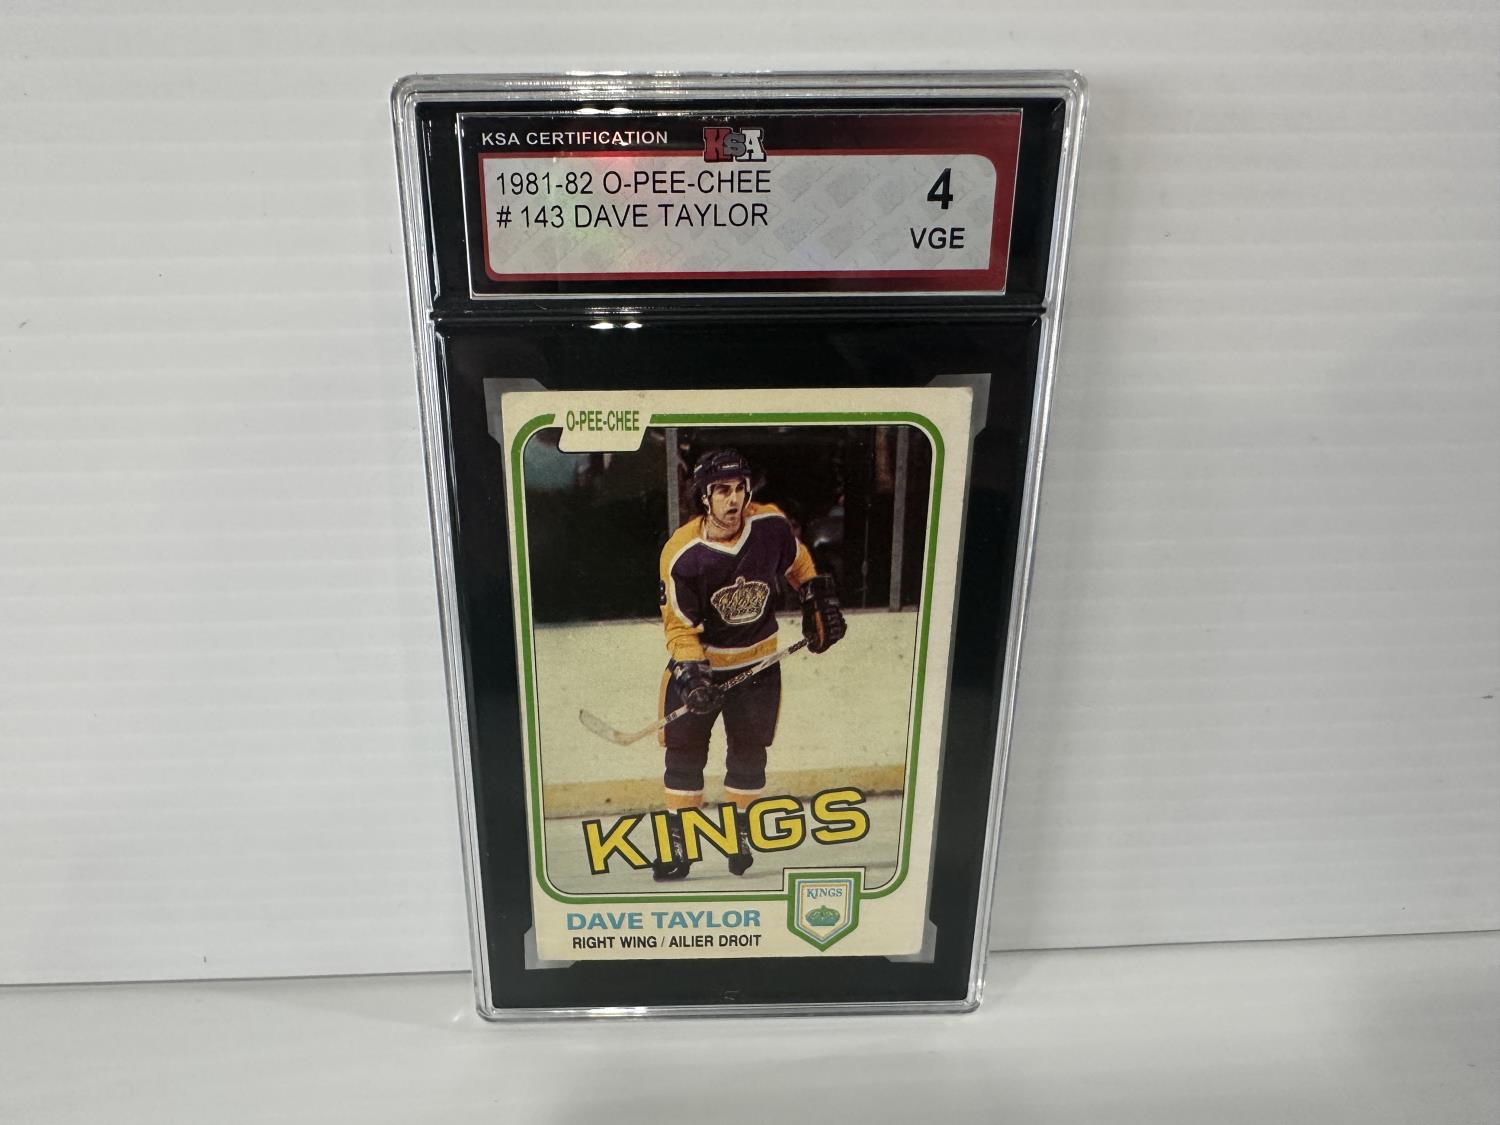 KSA CERTIFICATION
KSA
1981-82 O-PEE-CHEE
# 143 DAVE TAYLOR
4
VGE
O-PEE-CHEE
KINGS
KINGS
DAVE TAYLOR
RIGHT WING / AILIER DROIT